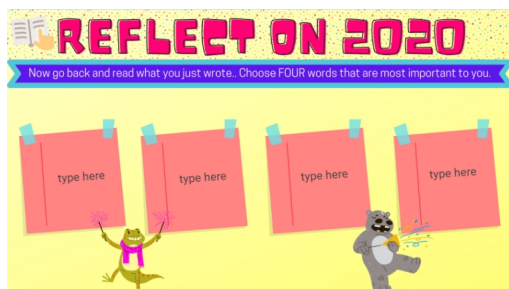 REFLECT ON 2020
Now go back and read what you just wrote.. Choose FOUR words that are most important to you.
type here
type here
type here
type here